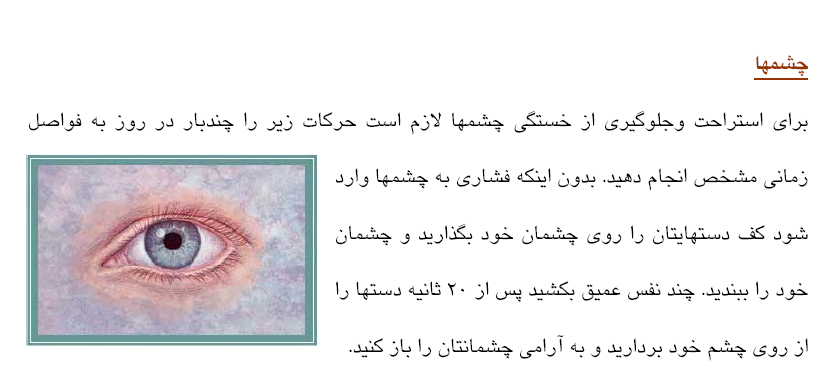 چشمها
برای استراحت وجلوگیری از خستگی چشمها لازم است حرکات زیر را چندبار در روز به فواصل
زمانی مشخص انجام دهید. بدون اینکه فشاری به چشمها وارد
شود کف دستهایتان را روی چشمان خود بگذارید و چشمان
خود را ببندید. چند نفس عمیق بکشید پس از ۲۰ ثانیه دستها را
از روی چشم خود بردارید و به آرامی چشمانتان را باز کنید.